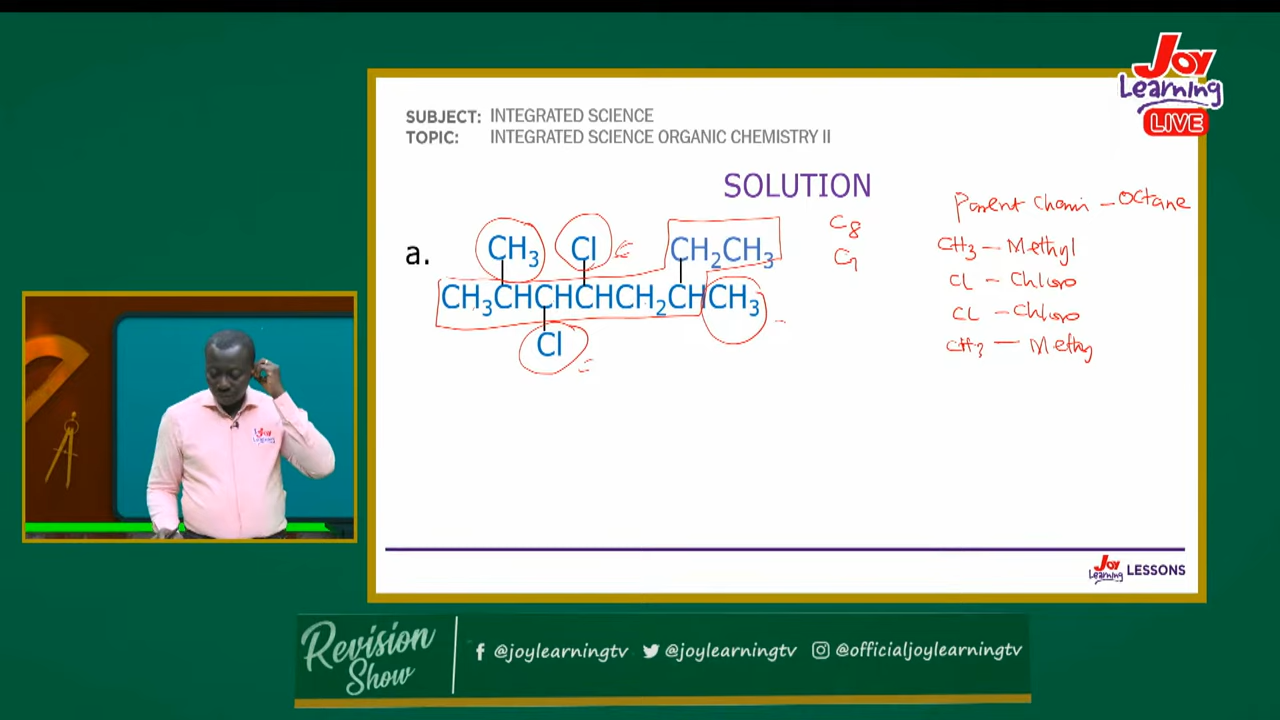 JOY
Learning
LIVE
SUBJECT: INTEGRATED SCIENCE
TOPIC: INTEGRATED SCIENCE ORGANIC CHEMISTRY II
SOLUTION
Parent Chain - Octane
a.
CH₃ Cl CH₂CH₃
CH₃CHCHCHCH₂CHCH₃
Cl
C8
CH3 - Methyl
CL - Chloro
CL - Chloro
CH3 - Methy
Joy
Learning
Joy
Learning LESSONS
Revision
Show
@joylearningtv @joylearningtv @officialjoylearningtv